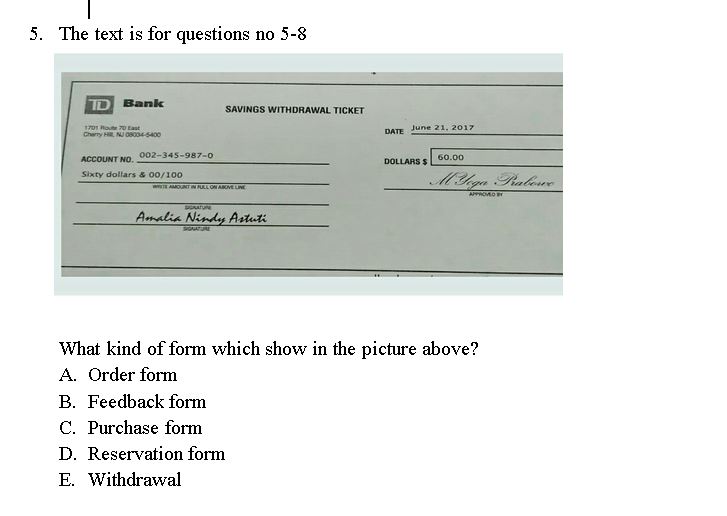 5. The text is for questions no 5-8
TD Bank
SAVINGS WITHDRAWAL TICKET
1701 Route 70 East
Cherry Hill, NJ 08034-5400
DATE June 21, 2017
ACCOUNT NO. 002-345-987-0
DOLLARS $ 60.00
Sixty dollars & 00/100
WRITE AMOUNT IN FULL ON ABOVE LINE
M Yoga Prabowo
APPROVED BY
SIGNATURE
Amalia Nindy Astuti
SIGNATURE
What kind of form which show in the picture above?
A. Order form
B. Feedback form
C. Purchase form
D. Reservation form
E. Withdrawal